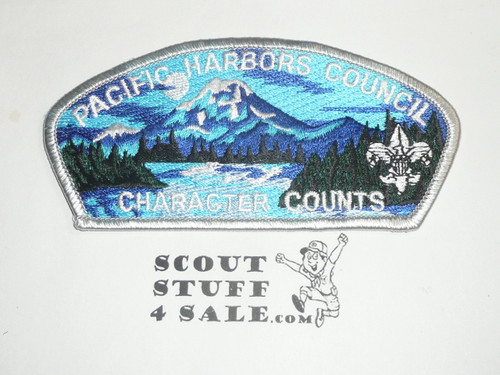 PACIFIC HARBORS COUNCIL
CHARACTER COUNTS
SCOUT
STUFF
4 SALE.COM